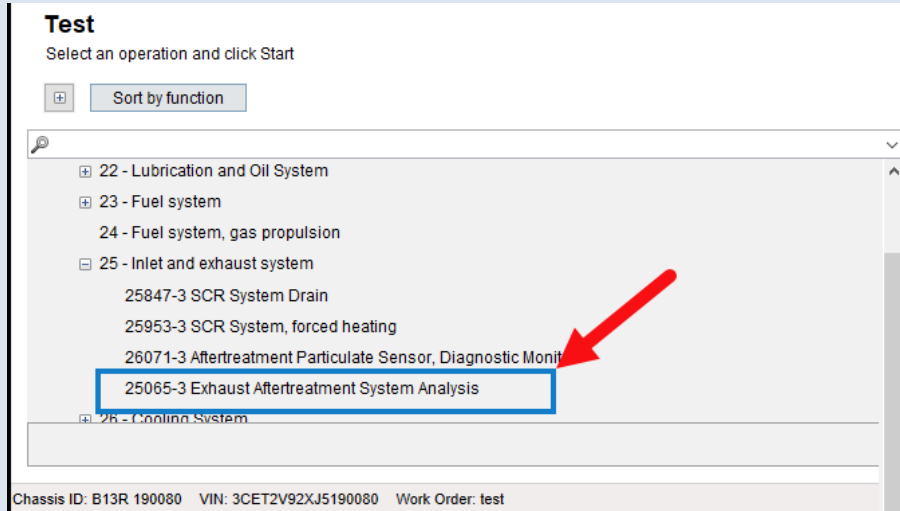 Test
Select an operation and click Start
Sort by function
22 - Lubrication and Oil System
23 - Fuel system
24 - Fuel system, gas propulsion
25 - Inlet and exhaust system
25847-3 SCR System Drain
25953-3 SCR System, forced heating
26071-3 Aftertreatment Particulate Sensor, Diagnostic Monit
25065-3 Exhaust Aftertreatment System Analysis
26 - Cooling System
Chassis ID: B13R 190080 VIN: 3CET2V92XJ5190080 Work Order: test